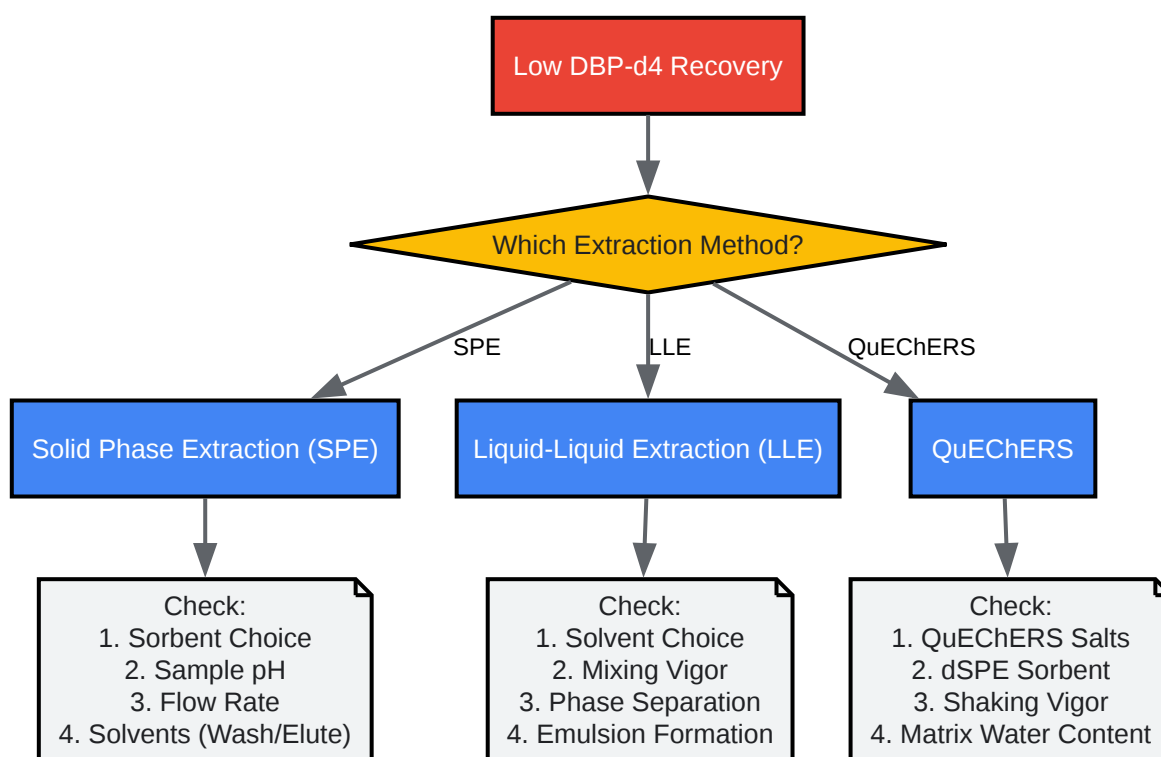 Low DBP-d4 Recovery
Which Extraction Method?
SPE
LLE
QuEChERS
Solid Phase Extraction (SPE)
Liquid-Liquid Extraction (LLE)
QuEChERS
Check:
1. Sorbent Choice
2. Sample pH
3. Flow Rate
4. Solvents (Wash/Elute)
Check:
1. Solvent Choice
2. Mixing Vigor
3. Phase Separation
4. Emulsion Formation
Check:
1. QuEChERS Salts
2. dSPE Sorbent
3. Shaking Vigor
4. Matrix Water Content